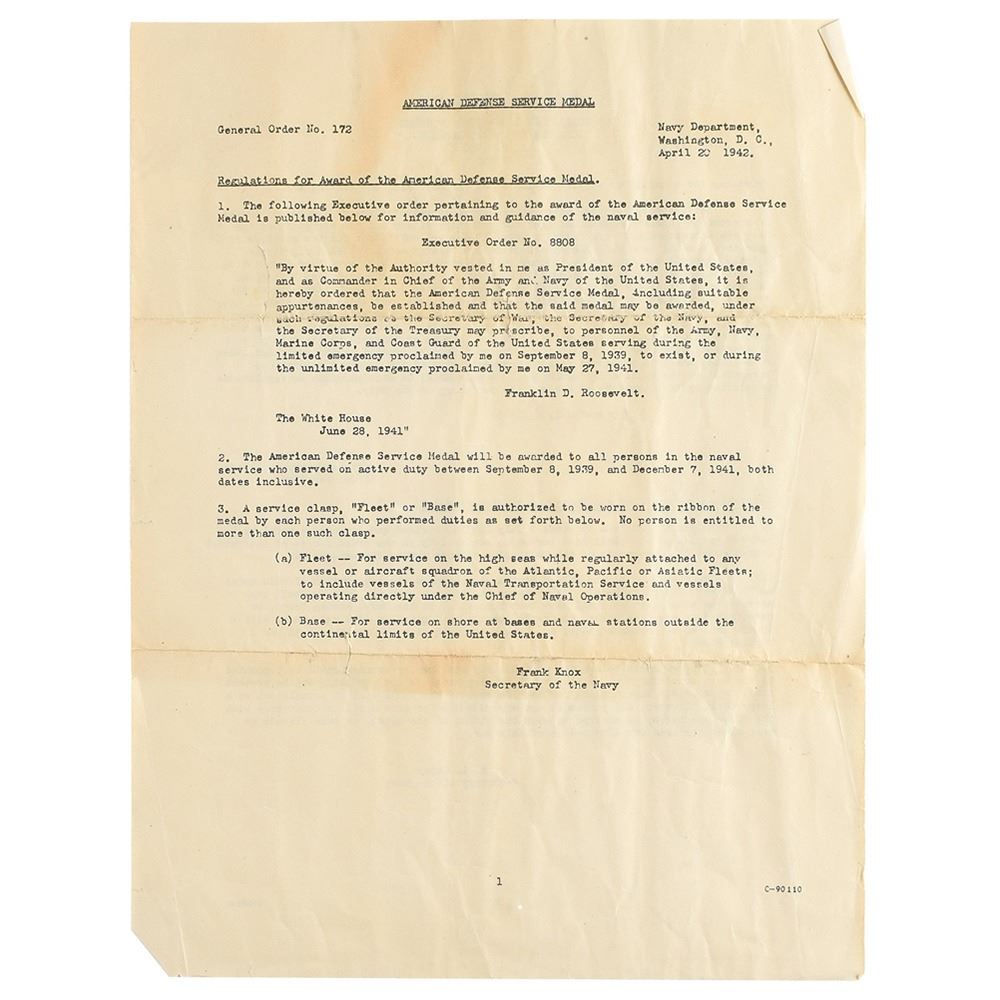 AMERICAN DEFENSE SERVICE MEDAL
General Order No. 172
Navy Department,
Washington, D. C.,
April 20 1942.
Regulations for Award of the American Defense Service Medal.
1. The following Executive order pertaining to the award of the American Defense Service
Medal is published below for information and guidance of the naval service:
Executive Order No. 8808
"By virtue of the Authority vested in me as President of the United States,
and as Commander in Chief of the Army and Navy of the United States, it is
hereby ordered that the American Defense Service Medal, including suitable
appurtenances, be established and that the said medal may be awarded, under
such regulations as the Secretary of War, the Secretary of the Navy, and
the Secretary of the Treasury may prescribe, to personnel of the Army, Navy,
Marine Corps, and Coast Guard of the United States serving during the
limited emergency proclaimed by me on September 8, 1939, to exist, or during
the unlimited emergency proclaimed by me on May 27, 1941.
Franklin D. Roosevelt.
The White House
June 28, 1941"
2. The American Defense Service Medal will be awarded to all persons in the naval
service who served on active duty between September 8, 1939, and December 7, 1941, both
dates inclusive.
3. A service clasp, "Fleet" or "Base", is authorized to be worn on the ribbon of the
medal by each person who performed duties as set forth below. No person is entitled to
more than one such clasp.
(a) Fleet -- For service on the high seas while regularly attached to any
vessel or aircraft squadron of the Atlantic, Pacific or Asiatic Fleets;
to include vessels of the Naval Transportation Service and vessels
operating directly under the Chief of Naval Operations.
(b) Base -- For service on shore at bases and naval stations outside the
continental limits of the United States.
Frank Knox
Secretary of the Navy
1
C-90110